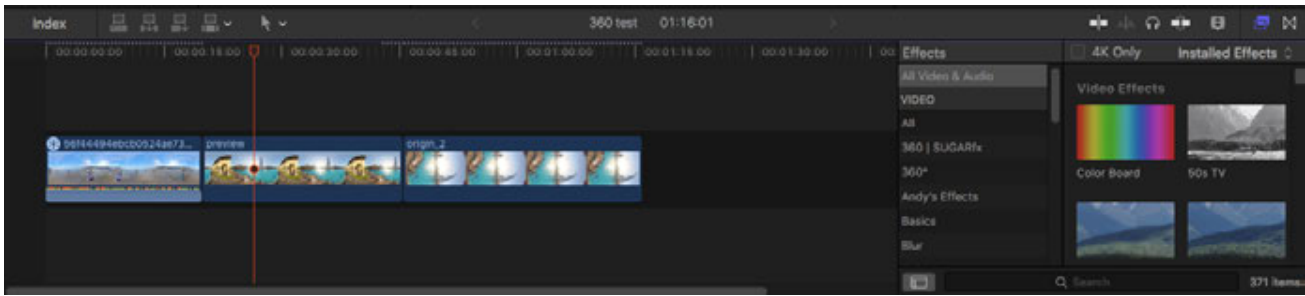 Index
360 test 01:16:01
00:00:00:00 00:00:15:00 00:00:30:00 00:00:45:00 00:01:00:00 00:01:15:00 00:01:30:00 00:
Effects
4K Only
Installed Effects
All Video & Audio
VIDEO
All
360 | SUGARfx
360°
Andy's Effects
Basics
Blur
Video Effects
Color Board
50s TV
preview
origin_2
Search
371 items